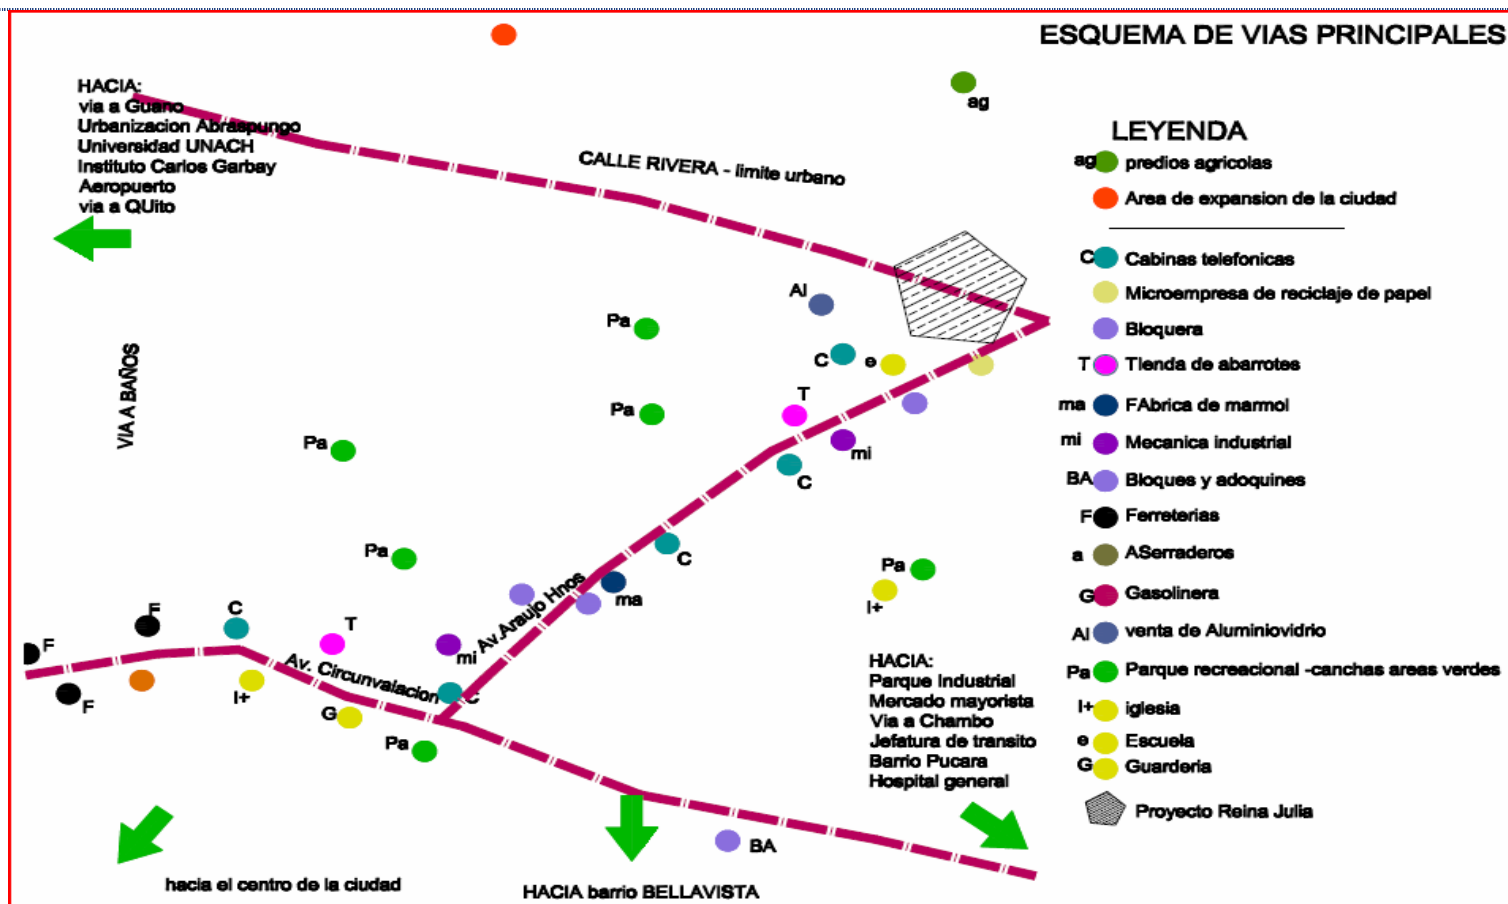 ESQUEMA DE VIAS PRINCIPALES
HACIA:
via a Guano
Urbanizacion Abraspungo
Universidad UNACH
Instituto Carlos Garbay
Aeropuerto
via a QUito
CALLE RIVERA - limite urbano
ag
LEYENDA
ag predios agricolas
Area de expansion de la ciudad
C Cabinas telefonicas
Microempresa de reciclaje de papel
Bloquera
T TIenda de abarrotes
ma FAbrica de marmol
mi Mecanica industrial
BA Bloques y adoquines
F Ferreterias
a ASerraderos
G Gasolinera
Al venta de Aluminiovidrio
Pa Parque recreacional -canchas areas verdes
I+ iglesia
e Escuela
G Guarderia
Proyecto Reina Julia
VIA A BAÑOS
Al
Pa
C
e
T
Pa
Pa
mi
C
Pa
C
Pa
ma
I+
Av.Araujo Hnos
F
C
T
F
mi
Av. Circunvalacion
C
I+
F
G
Pa
HACIA:
Parque Industrial
Mercado mayorista
Via a Chambo
Jefatura de transito
Barrio Pucara
Hospital general
BA
hacia el centro de la ciudad
HACIA barrio BELLAVISTA